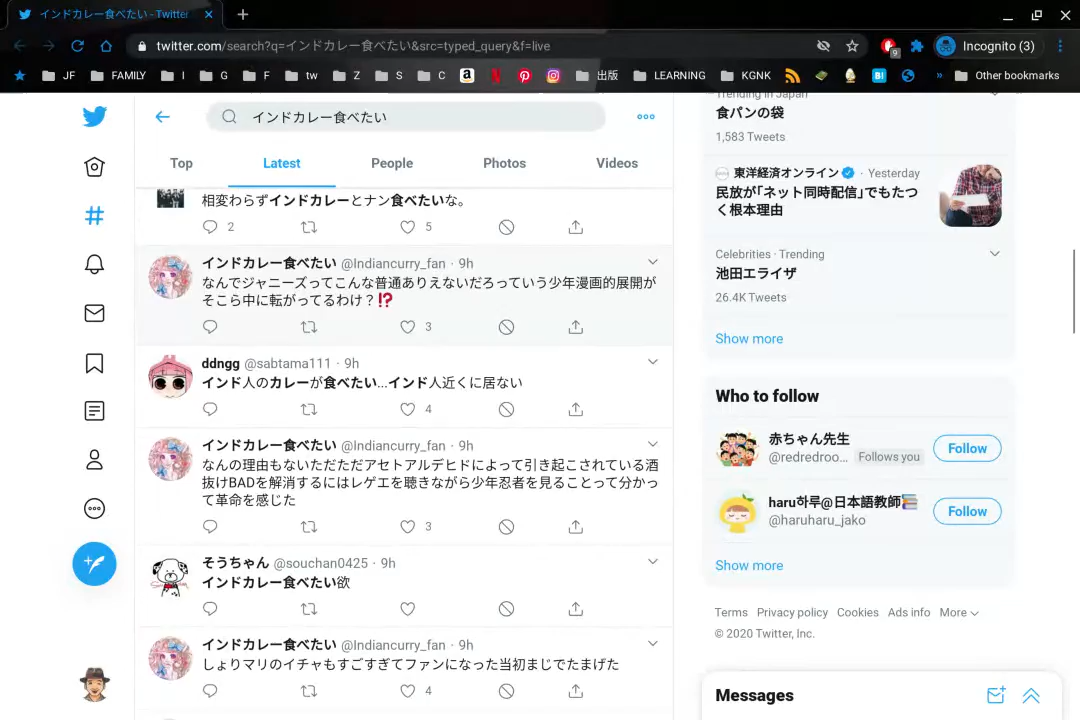 インドカレー食べたい - Twitter
twitter.com/search?q=インドカレー食べたい&src=typed_query&f=live
9
Incognito (3)
JF
FAMILY
I
G
F
tw
Z
S
C
a
出版
LEARNING
KGNK
B!
»
Other bookmarks
インドカレー食べたい
Top
Latest
People
Photos
Videos
相変わらずインドカレーとナン食べたいな。
2
5
インドカレー食べたい @Indiancurry_fan · 9h
なんでジャニーズってこんな普通ありえないだろっていう少年漫画的展開が
そこら中に転がってるわけ？⁉️
3
ddngg @sabtama111 · 9h
インド人のカレーが食べたい...インド人近くに居ない
4
インドカレー食べたい @Indiancurry_fan · 9h
なんの理由もないただただアセトアルデヒドによって引き起こされている酒
抜けBADを解消するにはレゲエを聴きながら少年忍者を見ることって分かっ
て革命を感じた
3
そうちゃん @souchan0425 · 9h
インドカレー食べたい欲
インドカレー食べたい @Indiancurry_fan · 9h
しょりマリのイチャもすごすぎてファンになった当初まじでたまげた
4
Trending in Japan
食パンの袋
1,583 Tweets
東洋経済オンライン · Yesterday
民放が｢ネット同時配信｣でもたつ
く根本理由
Celebrities · Trending
池田エライザ
26.4K Tweets
Show more
Who to follow
赤ちゃん先生
@redredroo... Follows you
Follow
haru하루@日本語教師
@haruharu_jako
Follow
Show more
Terms Privacy policy Cookies Ads info More
© 2020 Twitter, Inc.
Messages